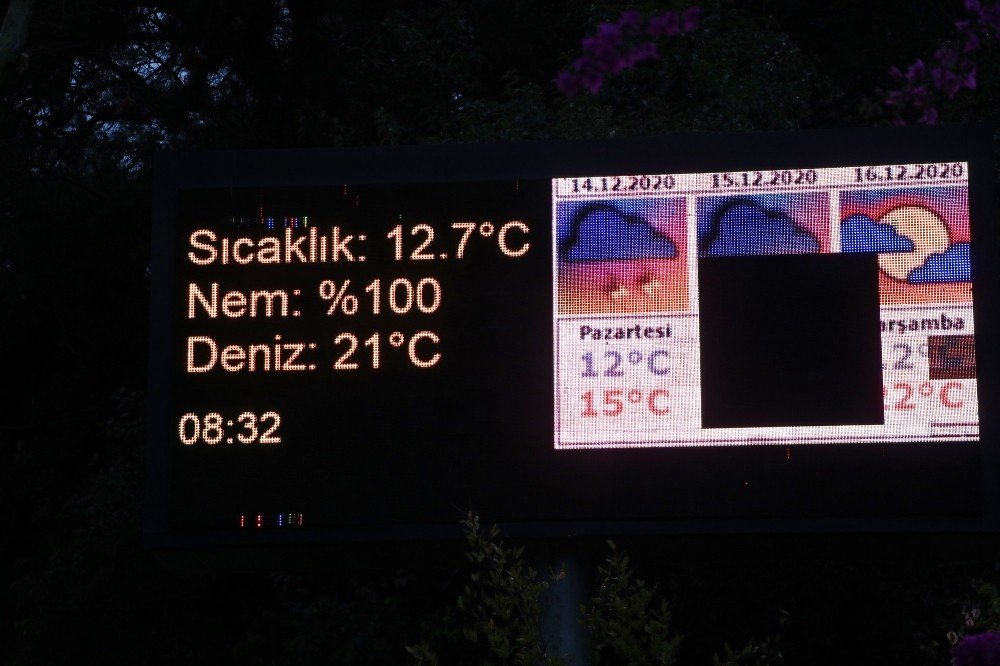 Sıcaklık: 12.7°C
Nem: %100
Deniz: 21°C
08:32
14.12.2020 15.12.2020 16.12.2020
Pazartesi
12°C
15°C